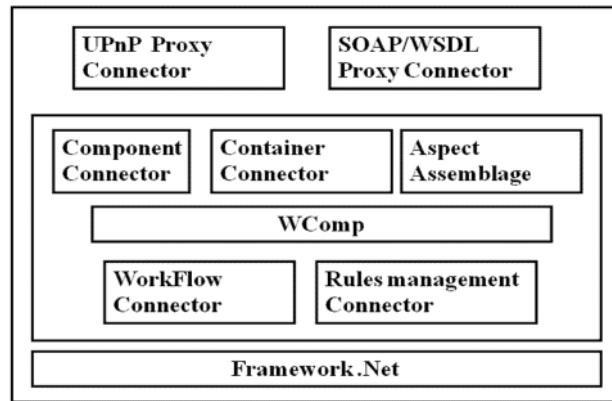 UPnP Proxy
Connector
SOAP/WSDL
Proxy Connector
Component
Connector
Container
Connector
Aspect
Assemblage
WComp
WorkFlow
Connector
Rules management
Connector
Framework .Net